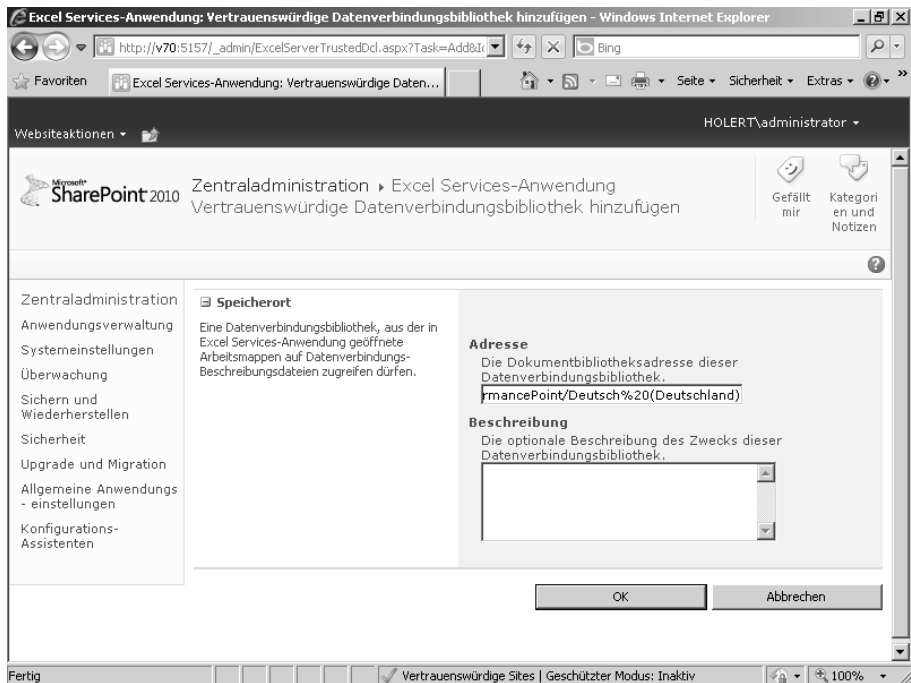 Excel Services-Anwendung: Vertrauenswürdige Datenverbindungsbibliothek hinzufügen - Windows Internet Explorer
http://v70:5157/_admin/ExcelServerTrustedDcl.aspx?Task=Add&I
Bing
Favoriten
Excel Services-Anwendung: Vertrauenswürdige Daten...
Seite
Sicherheit
Extras
Websiteaktionen
HOLERT\administrator
Microsoft
SharePoint 2010
Zentraladministration ▸ Excel Services-Anwendung
Vertrauenswürdige Datenverbindungsbibliothek hinzufügen
Gefällt
mir
Kategori
en und
Notizen
Zentraladministration
Anwendungsverwaltung
Systemeinstellungen
Überwachung
Sichern und
Wiederherstellen
Sicherheit
Upgrade und Migration
Allgemeine Anwendungs
- einstellungen
Konfigurations-
Assistenten
Speicherort
Eine Datenverbindungsbibliothek, aus der in
Excel Services-Anwendung geöffnete
Arbeitsmappen auf Datenverbindungs-
Beschreibungsdateien zugreifen dürfen.
Adresse
Die Dokumentbibliotheksadresse dieser
Datenverbindungsbibliothek.
rmancePoint/Deutsch%20(Deutschland)
Beschreibung
Die optionale Beschreibung des Zwecks dieser
Datenverbindungsbibliothek.
OK
Abbrechen
Fertig
Vertrauenswürdige Sites | Geschützter Modus: Inaktiv
100%